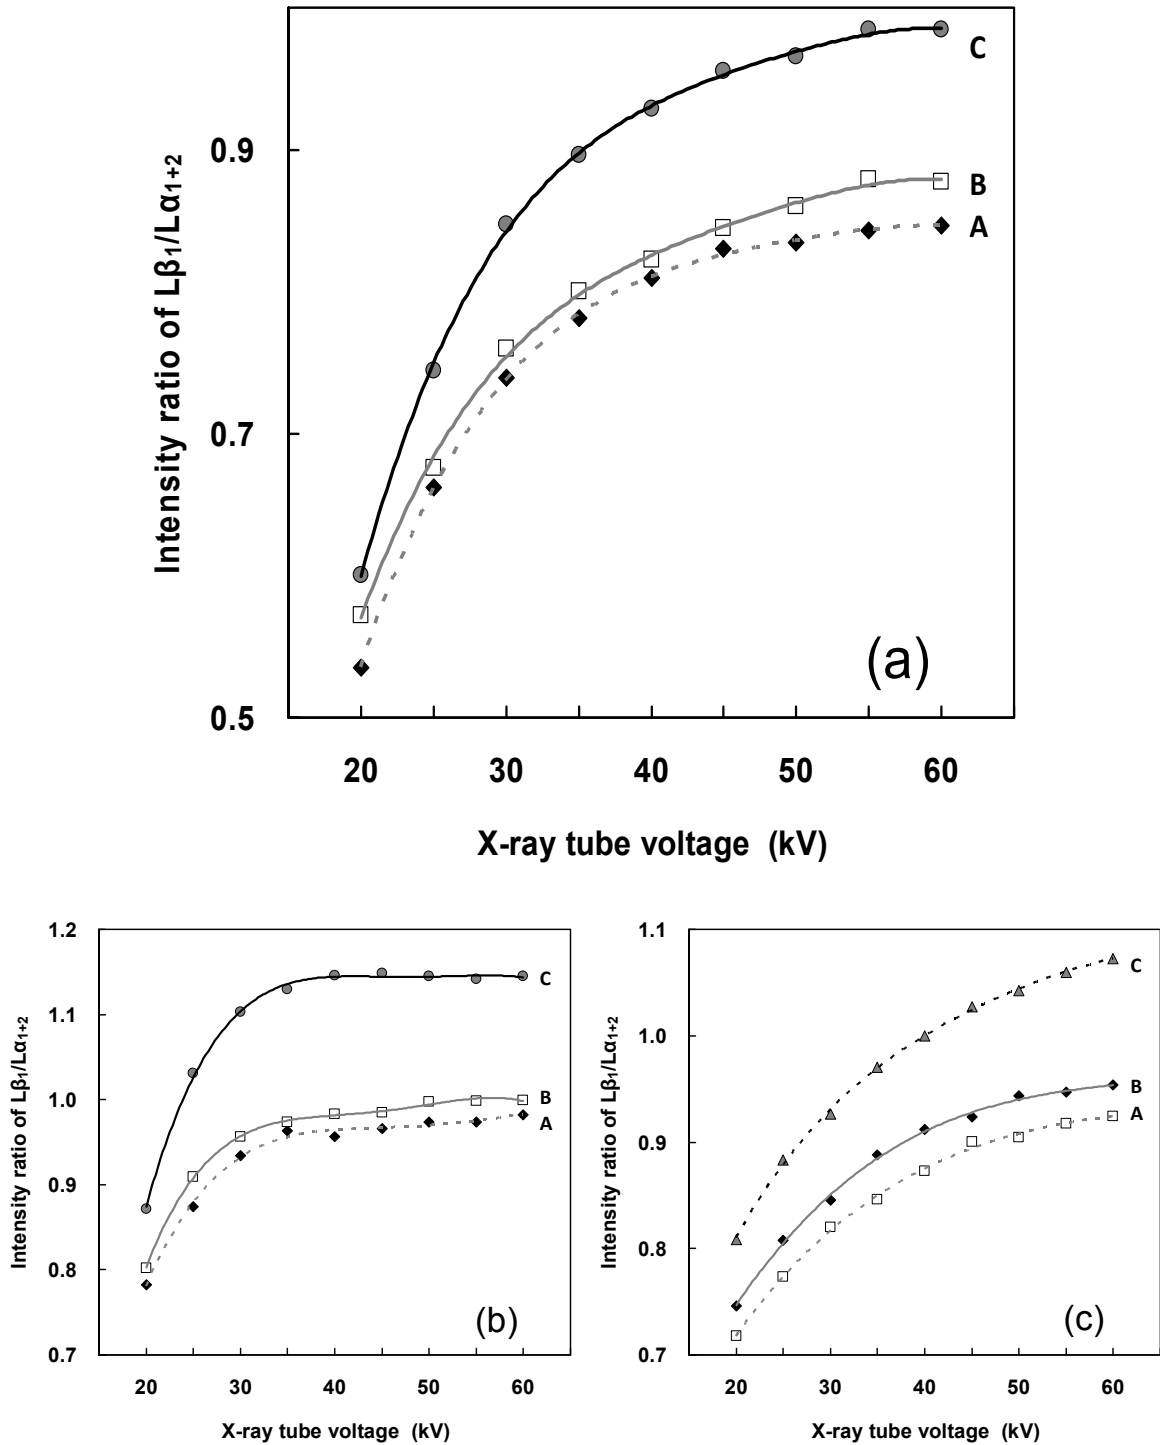 Intensity ratio of Lβ1/Lα1+2
0.9
0.7
0.5
C
B
A
(a)
20 30 40 50 60
X-ray tube voltage (kV)
Intensity ratio of Lβ1/Lα1+2
1.2
1.1
1.0
0.9
0.8
0.7
C
B
A
(b)
20 30 40 50 60
X-ray tube voltage (kV)
Intensity ratio of Lβ1/Lα1+2
1.1
1.0
0.9
0.8
0.7
C
B
A
(c)
20 30 40 50 60
X-ray tube voltage (kV)